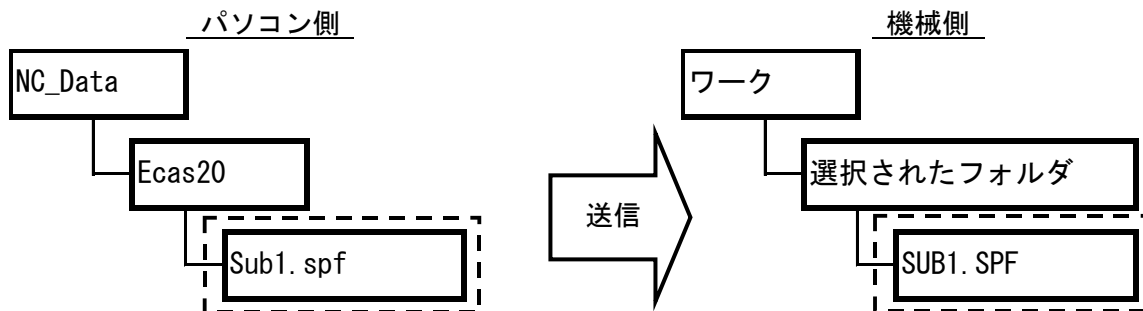 パソコン側
機械側
NC_Data
ワーク
Ecas20
選択されたフォルダ
送信
Sub1.spf
SUB1.SPF